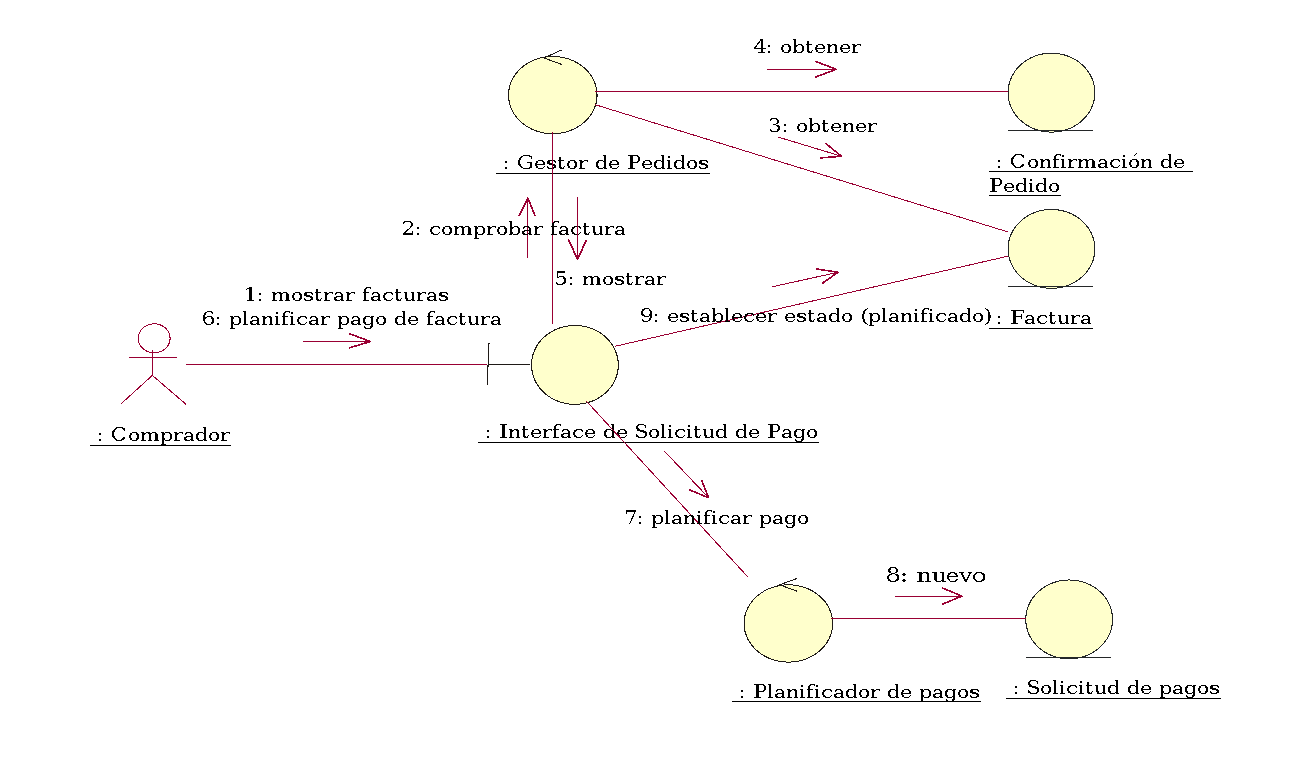 4: obtener
3: obtener
: Gestor de Pedidos
: Confirmación de
Pedido
2: comprobar factura
5: mostrar
1: mostrar facturas
6: planificar pago de factura
9: establecer estado (planificado)
: Factura
: Comprador
: Interface de Solicitud de Pago
7: planificar pago
8: nuevo
: Planificador de pagos
: Solicitud de pagos